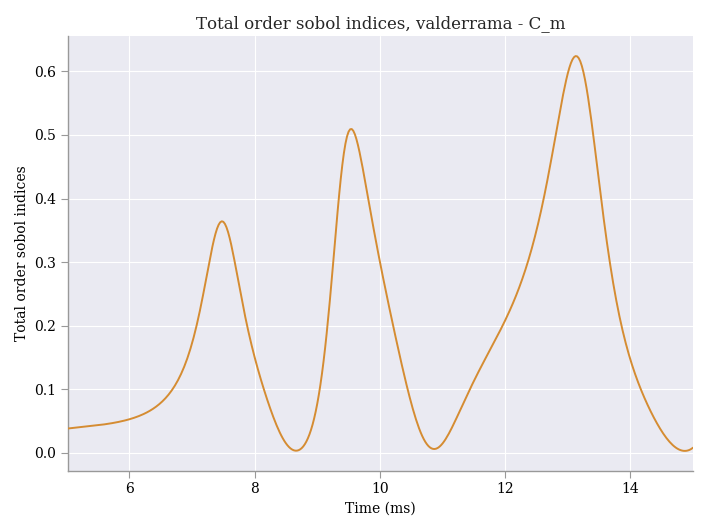 Total order sobol indices, valderrama - C_m
Total order sobol indices
0.6
0.5
0.4
0.3
0.2
0.1
0.0
6 8 10 12 14
Time (ms)